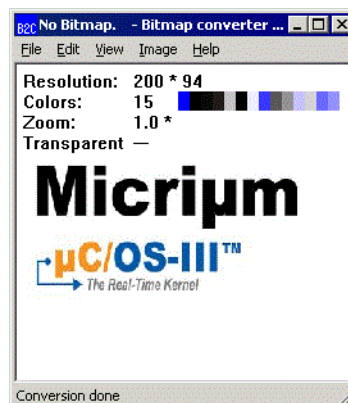 B2C No Bitmap. - Bitmap converter ...
File Edit View Image Help
Resolution: 200 * 94
Colors: 15
Zoom: 1.0 *
Transparent —
Micriµm
µC/OS-III™
The Real-Time Kernel
Conversion done